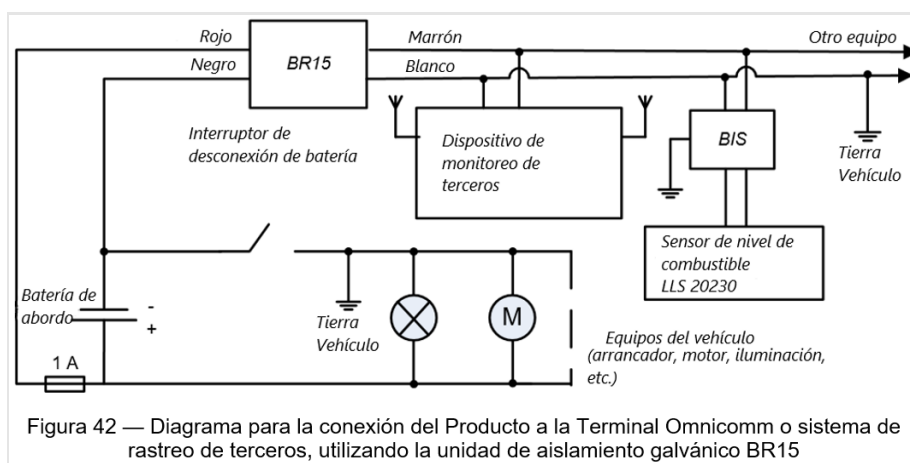 Rojo
Negro
BR15
Marrón
Blanco
Otro equipo
Interruptor de
desconexión de batería
Dispositivo de
monitoreo de
terceros
BIS
Tierra
Vehículo
Sensor de nivel de
combustible
LLS 20230
Batería de
abordo
-
+
Tierra
Vehículo
M
Equipos del vehículo
(arrancador, motor, iluminación,
etc.)
1 A
Figura 42 — Diagrama para la conexión del Producto a la Terminal Omnicomm o sistema de
rastreo de terceros, utilizando la unidad de aislamiento galvánico BR15